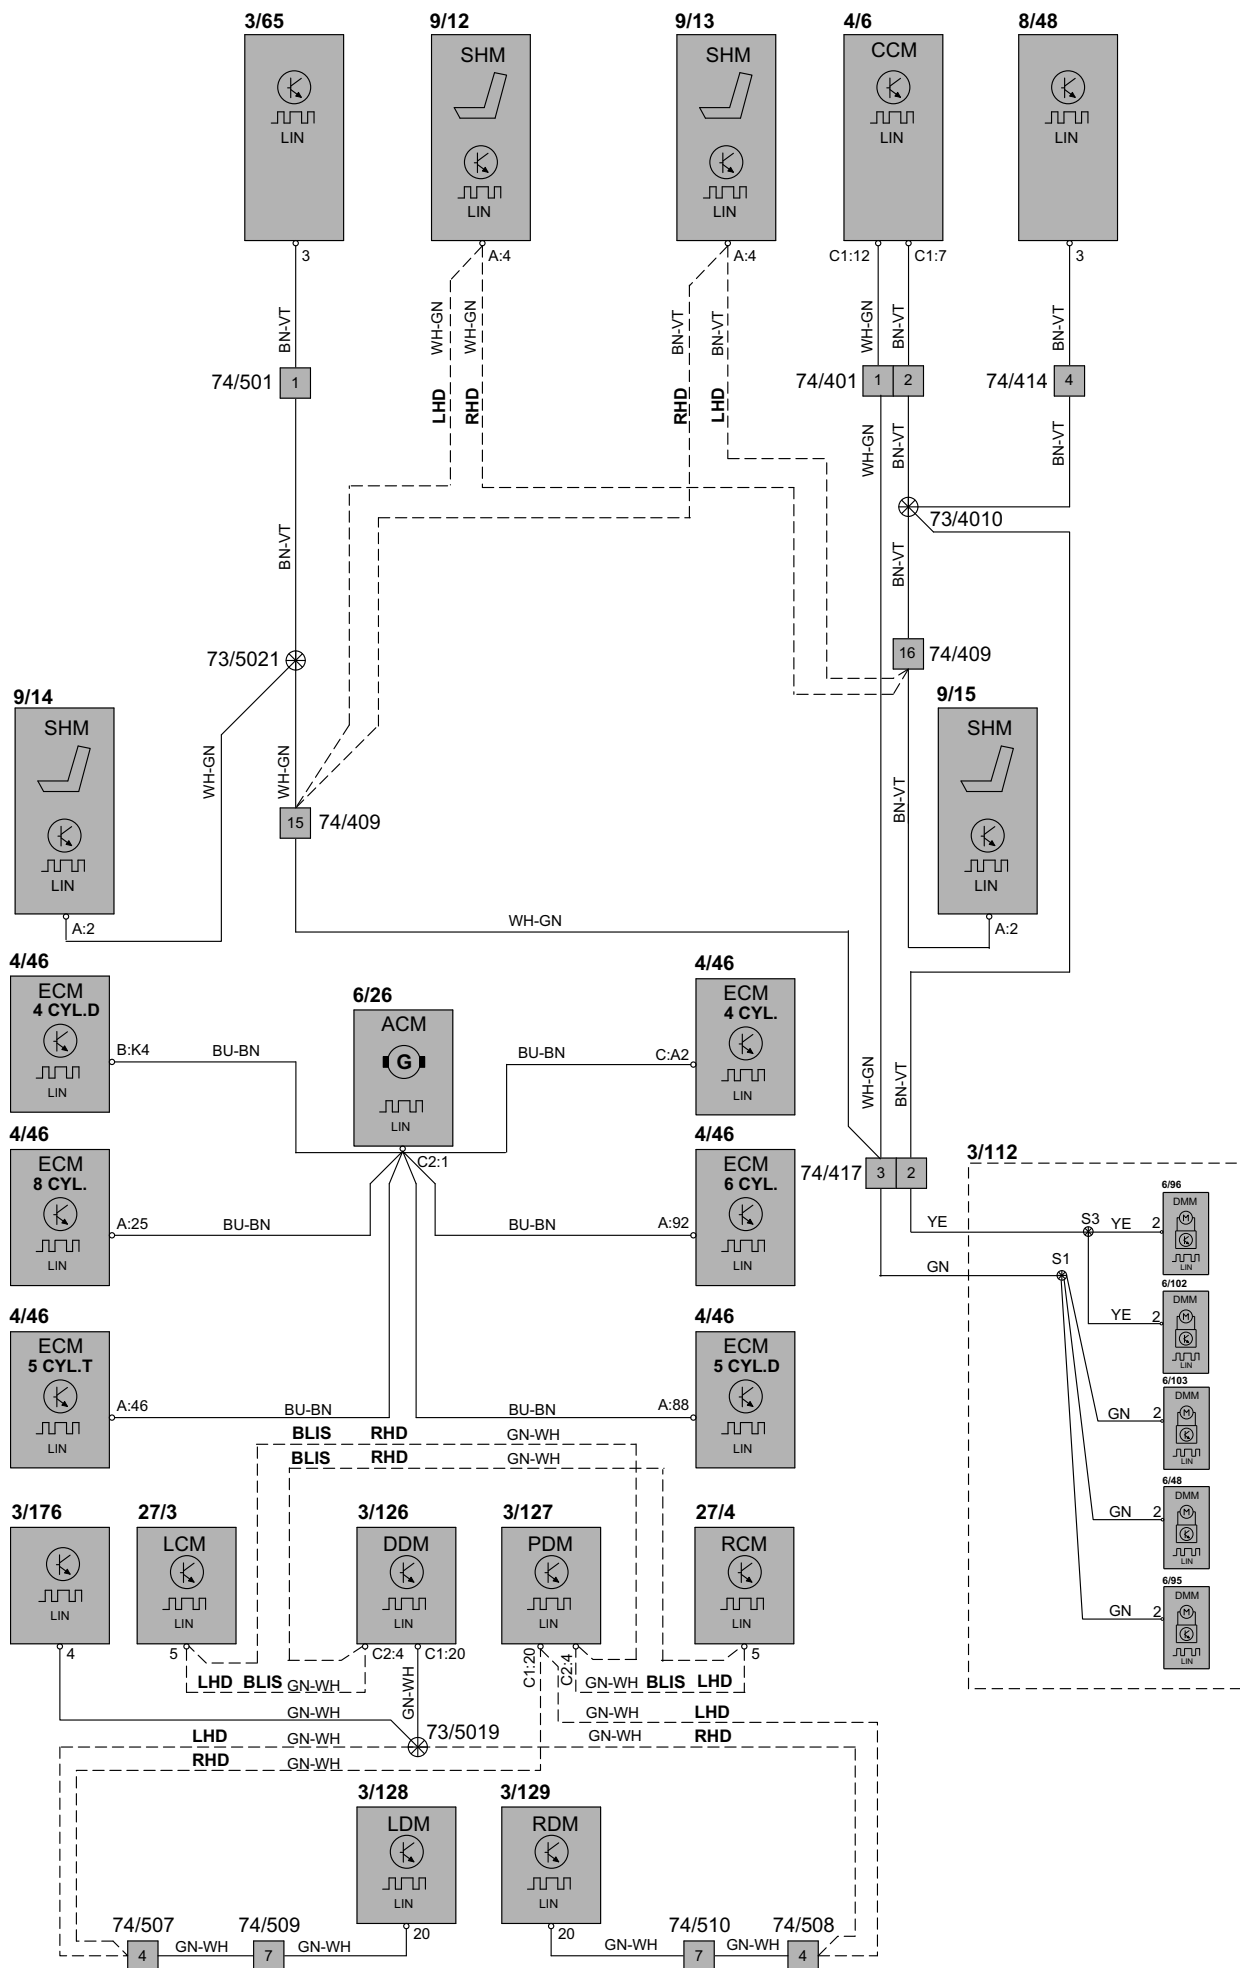 3/65
9/12
9/13
4/6
8/48
LIN
SHM
LIN
SHM
LIN
CCM
LIN
LIN
3
A:4
A:4
C1:12
C1:7
3
BN-VT
WH-GN
WH-GN
BN-VT
BN-VT
WH-GN
BN-VT
BN-VT
LHD
RHD
RHD
LHD
74/501
1
74/401
1
2
74/414
4
WH-GN
BN-VT
BN-VT
73/4010
BN-VT
BN-VT
73/5021
16
74/409
9/14
SHM
LIN
A:2
WH-GN
WH-GN
15
74/409
BN-VT
9/15
SHM
LIN
A:2
WH-GN
4/46
ECM
4 CYL.D
LIN
B:K4
BU-BN
6/26
ACM
G
LIN
C2:1
4/46
ECM
4 CYL.
LIN
C:A2
BU-BN
WH-GN
BN-VT
4/46
ECM
8 CYL.
LIN
A:25
BU-BN
4/46
ECM
6 CYL.
LIN
A:92
BU-BN
74/417
3
2
3/112
YE
S3
YE
2
6/96
DMM
M
LIN
GN
S1
YE
2
6/102
DMM
M
LIN
4/46
ECM
5 CYL.T
LIN
A:46
BU-BN
4/46
ECM
5 CYL.D
LIN
A:88
BU-BN
GN
2
6/103
DMM
M
LIN
BLIS
RHD
GN-WH
BLIS
RHD
GN-WH
GN
2
6/48
DMM
M
LIN
3/176
LIN
4
27/3
LCM
LIN
5
3/126
DDM
LIN
C2:4
C1:20
3/127
PDM
LIN
C1:20
C2:4
27/4
RCM
LIN
5
GN
2
6/95
DMM
M
LIN
LHD BLIS GN-WH
GN-WH
GN-WH BLIS LHD
GN-WH
GN-WH
LHD
LHD
GN-WH
73/5019
GN-WH
RHD
RHD
GN-WH
3/128
LDM
LIN
20
3/129
RDM
LIN
20
74/507
4
GN-WH
74/509
7
GN-WH
GN-WH
74/510
7
GN-WH
74/508
4